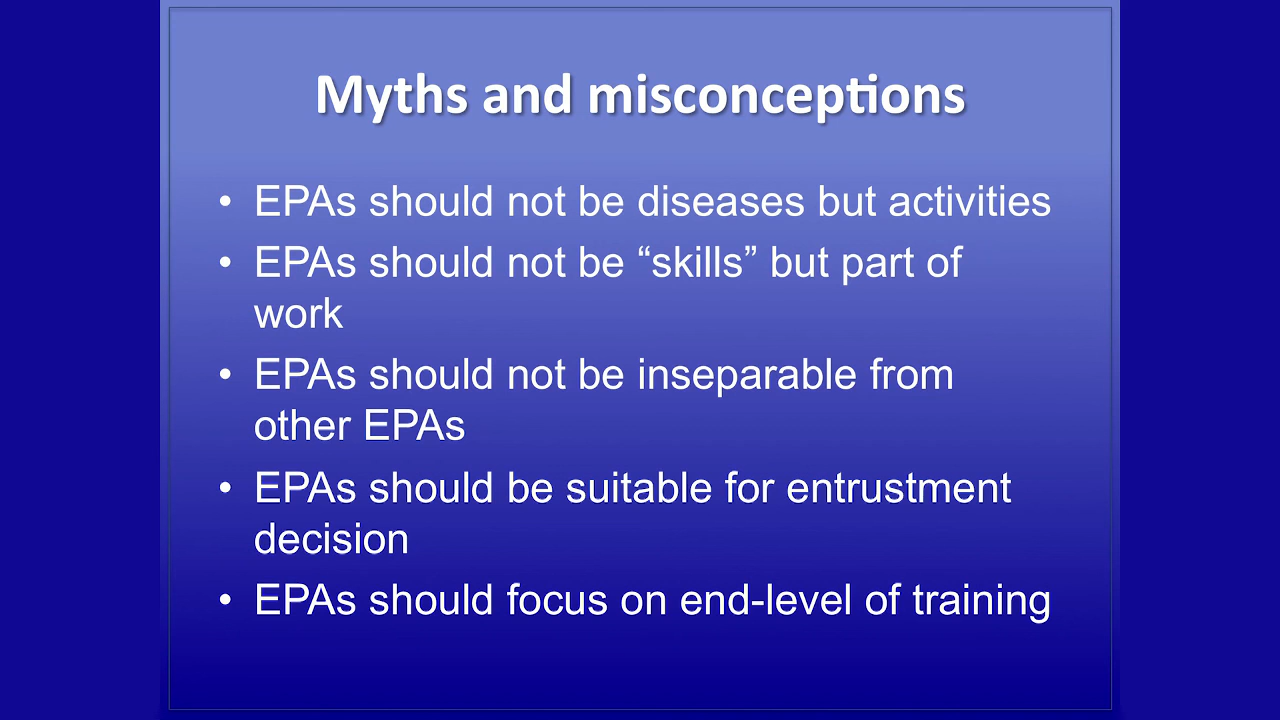 Myths and misconceptions
• EPAs should not be diseases but activities
• EPAs should not be “skills” but part of
work
• EPAs should not be inseparable from
other EPAs
• EPAs should be suitable for entrustment
decision
• EPAs should focus on end-level of training